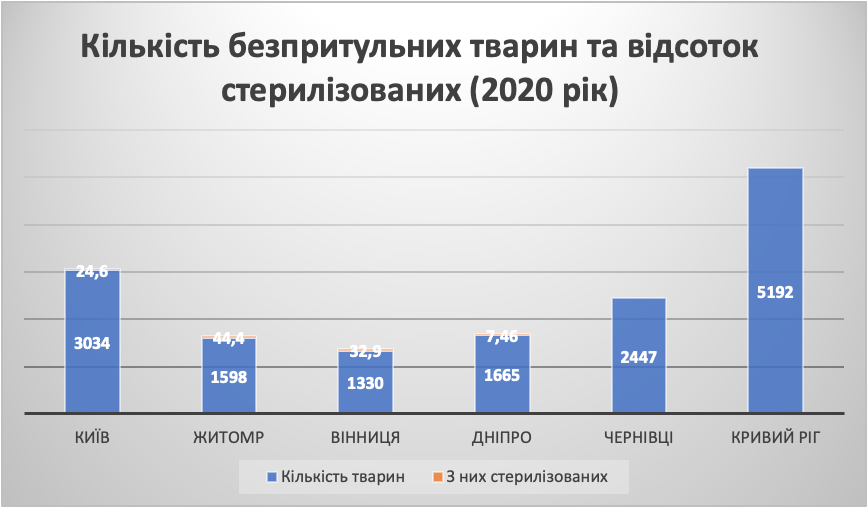 Кількість безпритульних тварин та відсоток
стерилізованих (2020 рік)
24,6
44,4
32,9
7,46
3034
1598
1330
1665
2447
5192
КИЇВ
ЖИТОМР
ВІННИЦЯ
ДНІПРО
ЧЕРНІВЦІ
КРИВИЙ РІГ
Кількість тварин
З них стерилізованих